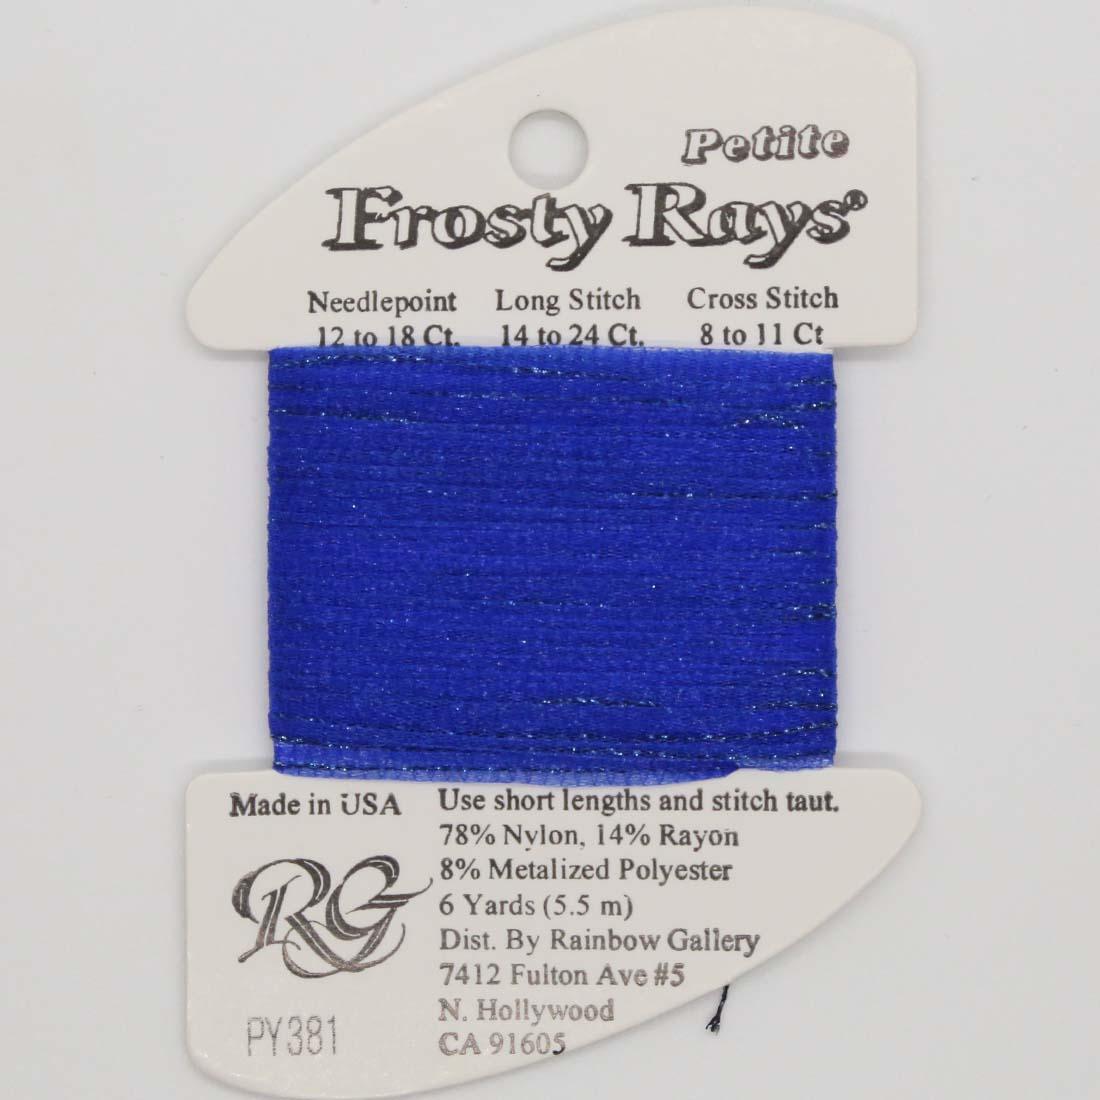 Petite
Frosty Rays®
Needlepoint Long Stitch Cross Stitch
12 to 18 Ct. 14 to 24 Ct. 8 to 11 Ct
Made in USA
RG
PY381
Use short lengths and stitch taut.
78% Nylon, 14% Rayon
8% Metalized Polyester
6 Yards (5.5 m)
Dist. By Rainbow Gallery
7412 Fulton Ave #5
N. Hollywood
CA 91605